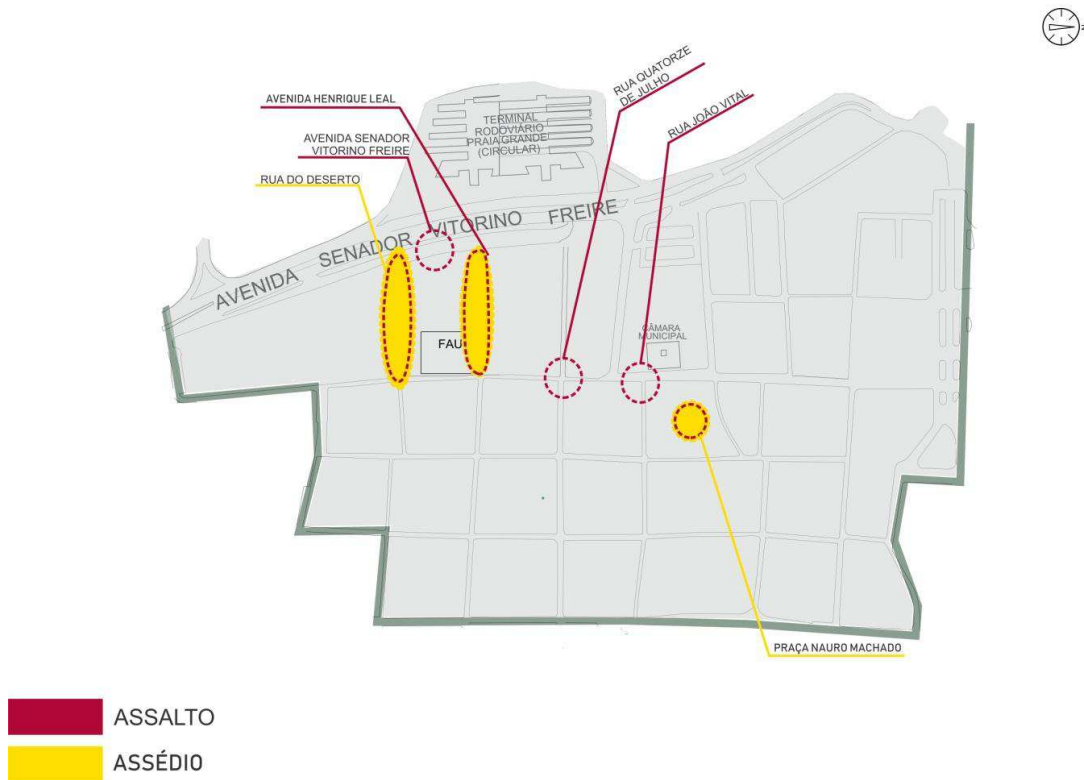 N
RUA QUATORZE
DE JULHO
AVENIDA HENRIQUE LEAL
RUA JOÃO VITAL
TERMINAL
RODOVIÁRIO
PRAIA GRANDE
(CIRCULAR)
AVENIDA SENADOR
VITORINO FREIRE
RUA DO DESERTO
AVENIDA SENADOR VITORINO FREIRE
CÂMARA
MUNICIPAL
FAU
PRAÇA NAURO MACHADO
ASSALTO
ASSÉDIO